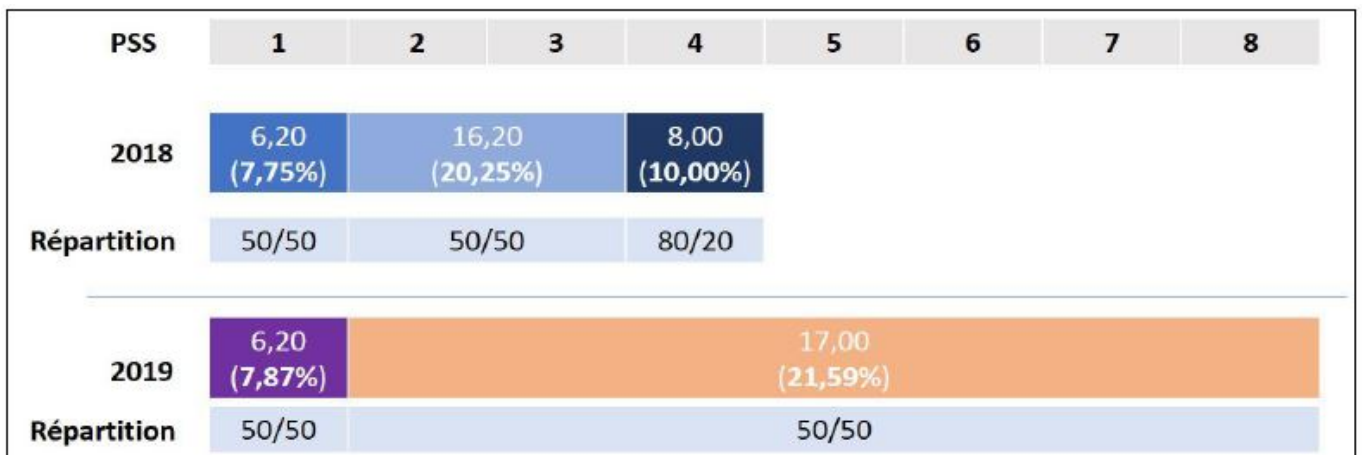 PSS 1 2 3 4 5 6 7 8
2018 6,20 16,20 8,00
(7,75%) (20,25%) (10,00%)
Répartition 50/50 50/50 80/20
2019 6,20 17,00
(7,87%) (21,59%)
Répartition 50/50 50/50